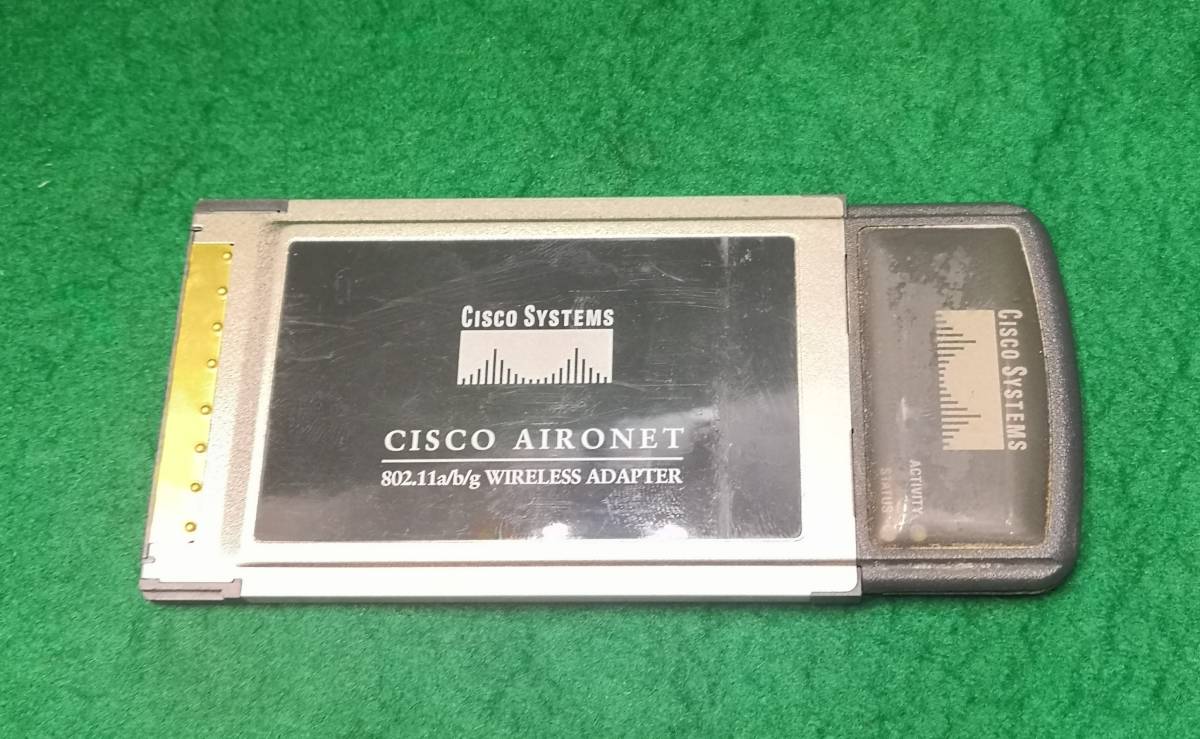 CISCO SYSTEMS
CISCO AIRONET
802.11a/b/g WIRELESS ADAPTER
CISCO SYSTEMS
ACTIVITY
STATUS